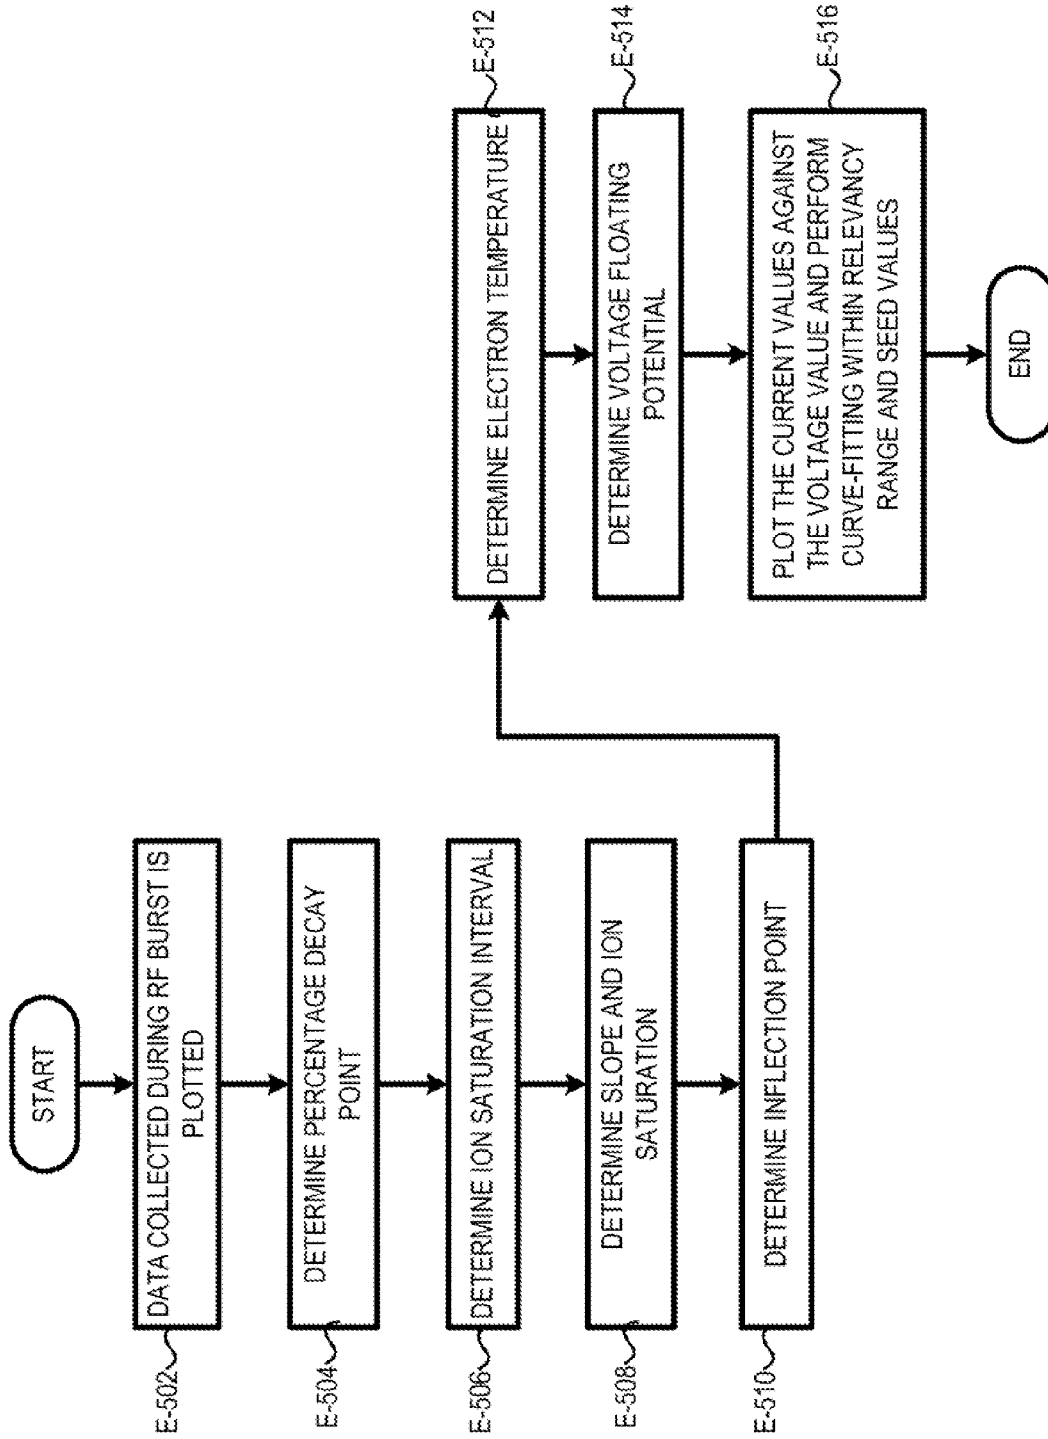 START
E-502
DATA COLLECTED DURING RF BURST IS
PLOTTED
E-504
DETERMINE PERCENTAGE DECAY
POINT
E-506
DETERMINE ION SATURATION INTERVAL
E-508
DETERMINE SLOPE AND ION
SATURATION
E-510
DETERMINE INFLECTION POINT
E-512
DETERMINE ELECTRON TEMPERATURE
E-514
DETERMINE VOLTAGE FLOATING
POTENTIAL
E-516
PLOT THE CURRENT VALUES AGAINST
THE VOLTAGE VALUE AND PERFORM
CURVE-FITTING WITHIN RELEVANCY
RANGE AND SEED VALUES
END